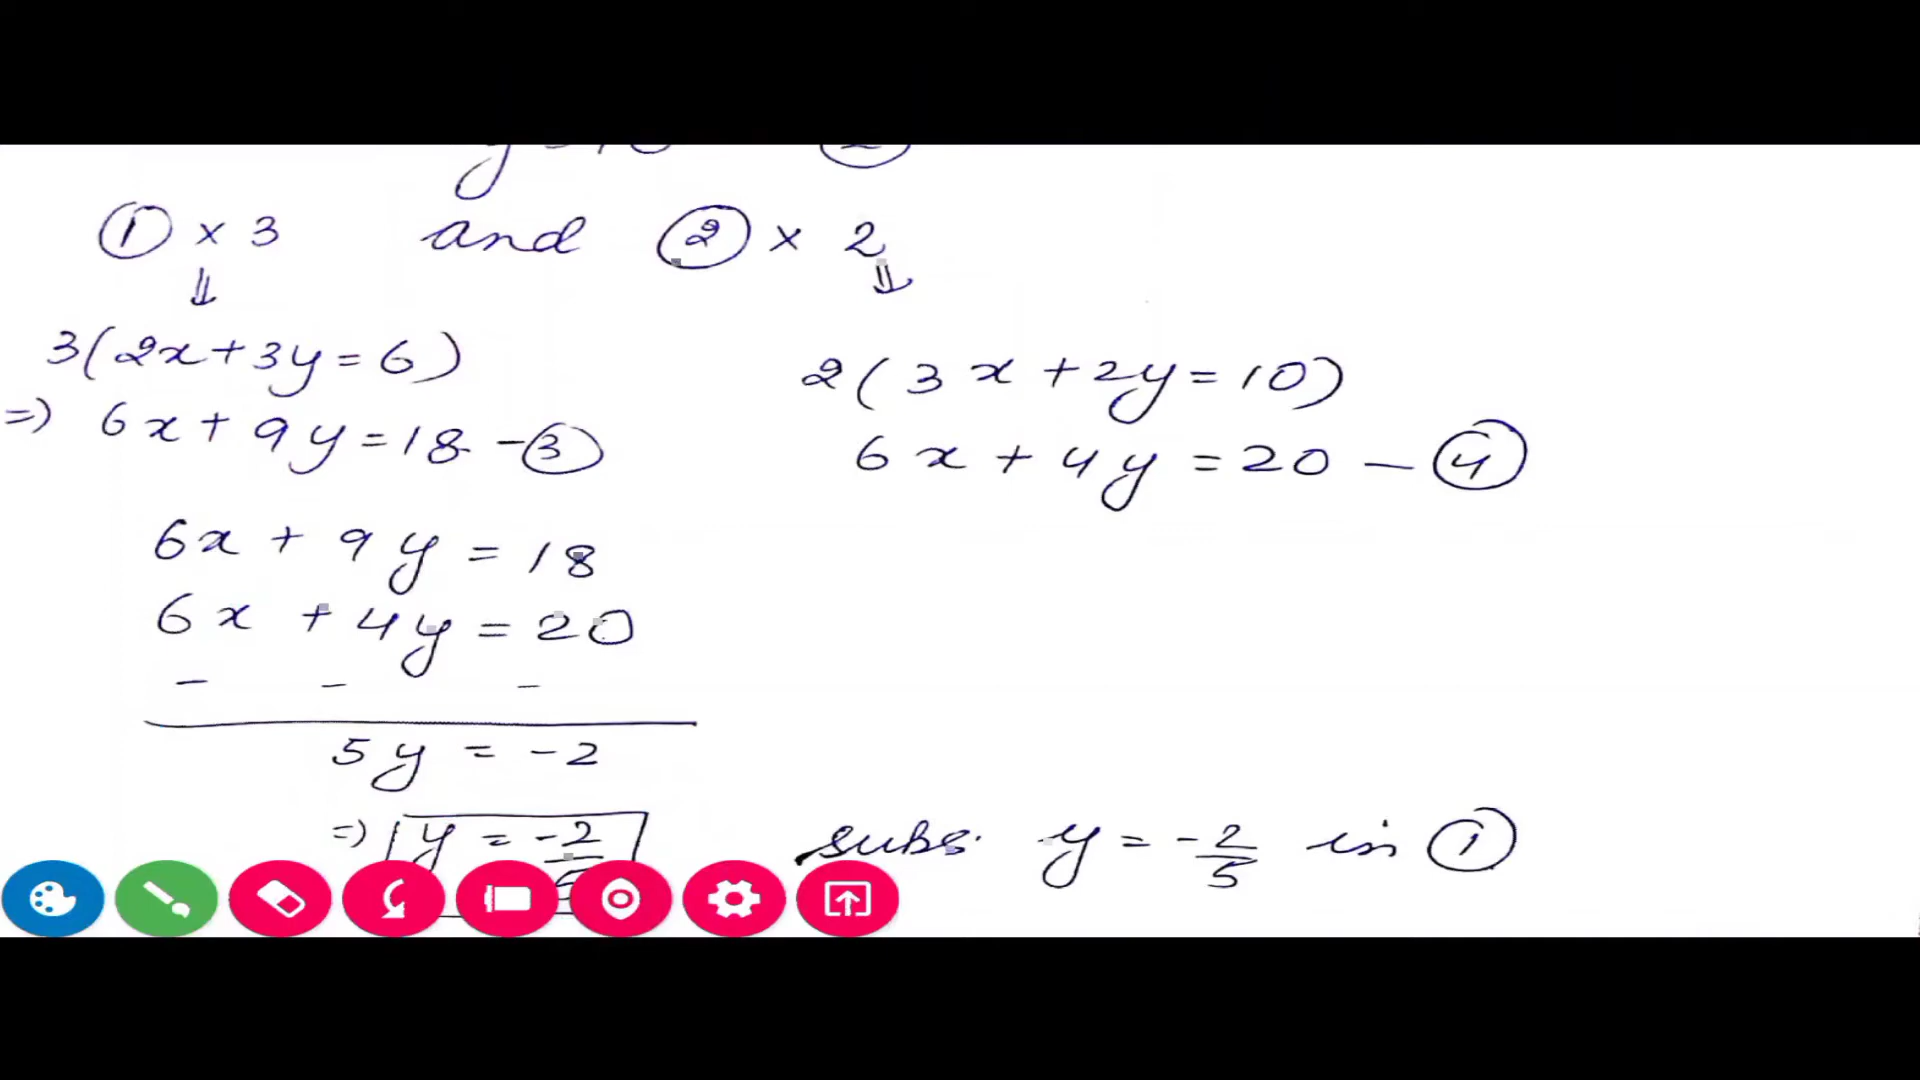 ① × 3 and ② × 2
⇓ ⇓
3(2x+3y=6)
2(3x+2y=10)
⇒ 6x+9y=18 -③
6x+4y=20 — ④
6x + 9y = 18
6x + 4y = 20
- - -
5y = -2
⇒ y = -2
subs. y = -2/5 in ①